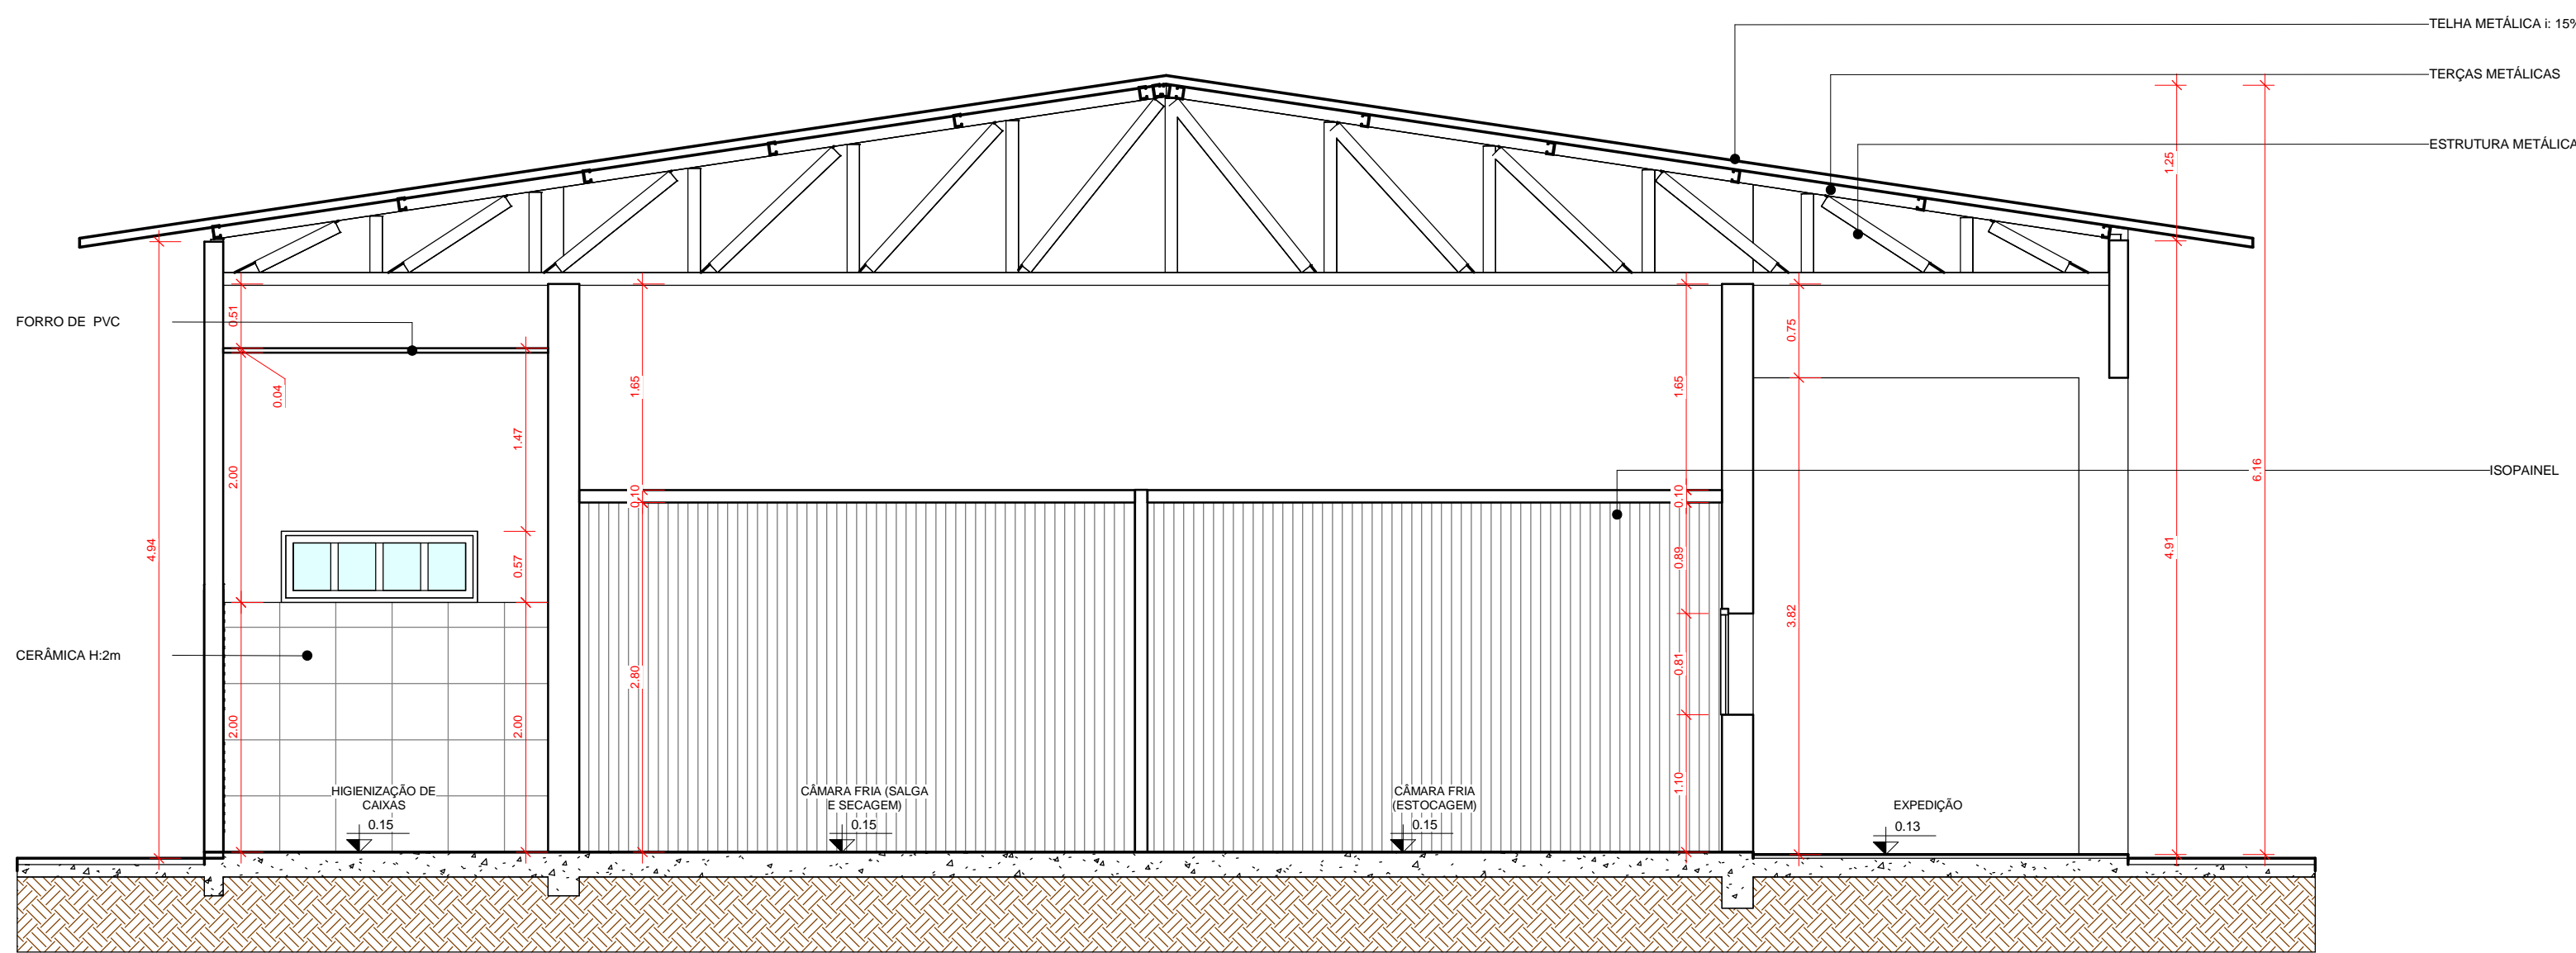 TELHA METÁLICA i: 15%
TERÇAS METÁLICAS
ESTRUTURA METÁLICA
1.25
0.51
FORRO DE  PVC
0.75
0.04
1.65
1.65
1.47
2.00
0.10
0.10
6.16
ISOPAINEL
4.94
0.57
0.89
4.91
3.82
CERÂMICA H:2m
2.80
0.81
2.00
2.00
1.10
HIGIENIZAÇÃO DE
CAIXAS
0.15
CÂMARA FRIA (SALGA
E SECAGEM)
0.15
CÂMARA FRIA
(ESTOCAGEM)
0.15
EXPEDIÇÃO
0.13